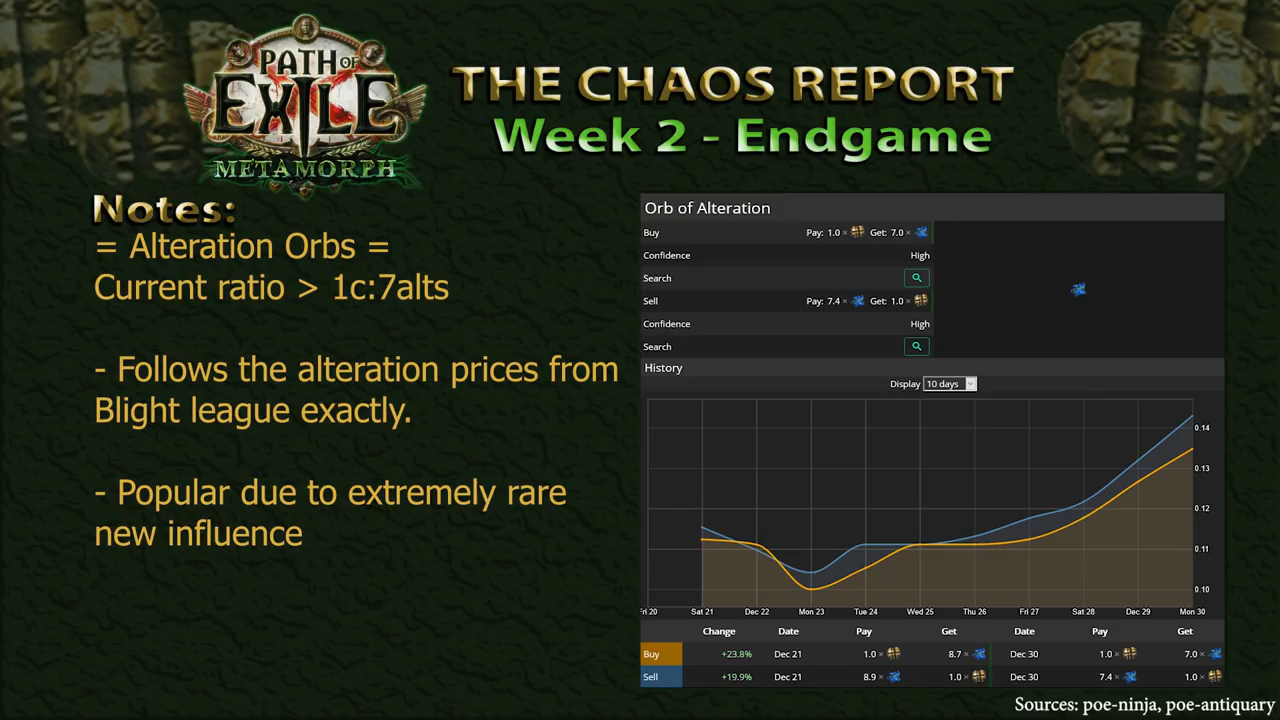 PATH OF
EXILE
METAMORPH
THE CHAOS REPORT
Week 2 - Endgame
Notes:
= Alteration Orbs =
Current ratio > 1c:7alts
- Follows the alteration prices from
Blight league exactly.
- Popular due to extremely rare
new influence
Orb of Alteration
Buy Pay: 1.0 × Get: 7.0 ×
Confidence High
Search
Sell Pay: 7.4 × Get: 1.0 ×
Confidence High
Search
History
Display 10 days
0.14
0.13
0.12
0.11
0.10
Fri 20 Sat 21 Dec 22 Mon 23 Tue 24 Wed 25 Thu 26 Fri 27 Sat 28 Dec 29 Mon 30
Change Date Pay Get Date Pay Get
Buy +23.8% Dec 21 1.0 × 8.7 × Dec 30 1.0 × 7.0 ×
Sell +19.9% Dec 21 8.9 × 1.0 × Dec 30 7.4 × 1.0 ×
Sources: poe-ninja, poe-antiquary